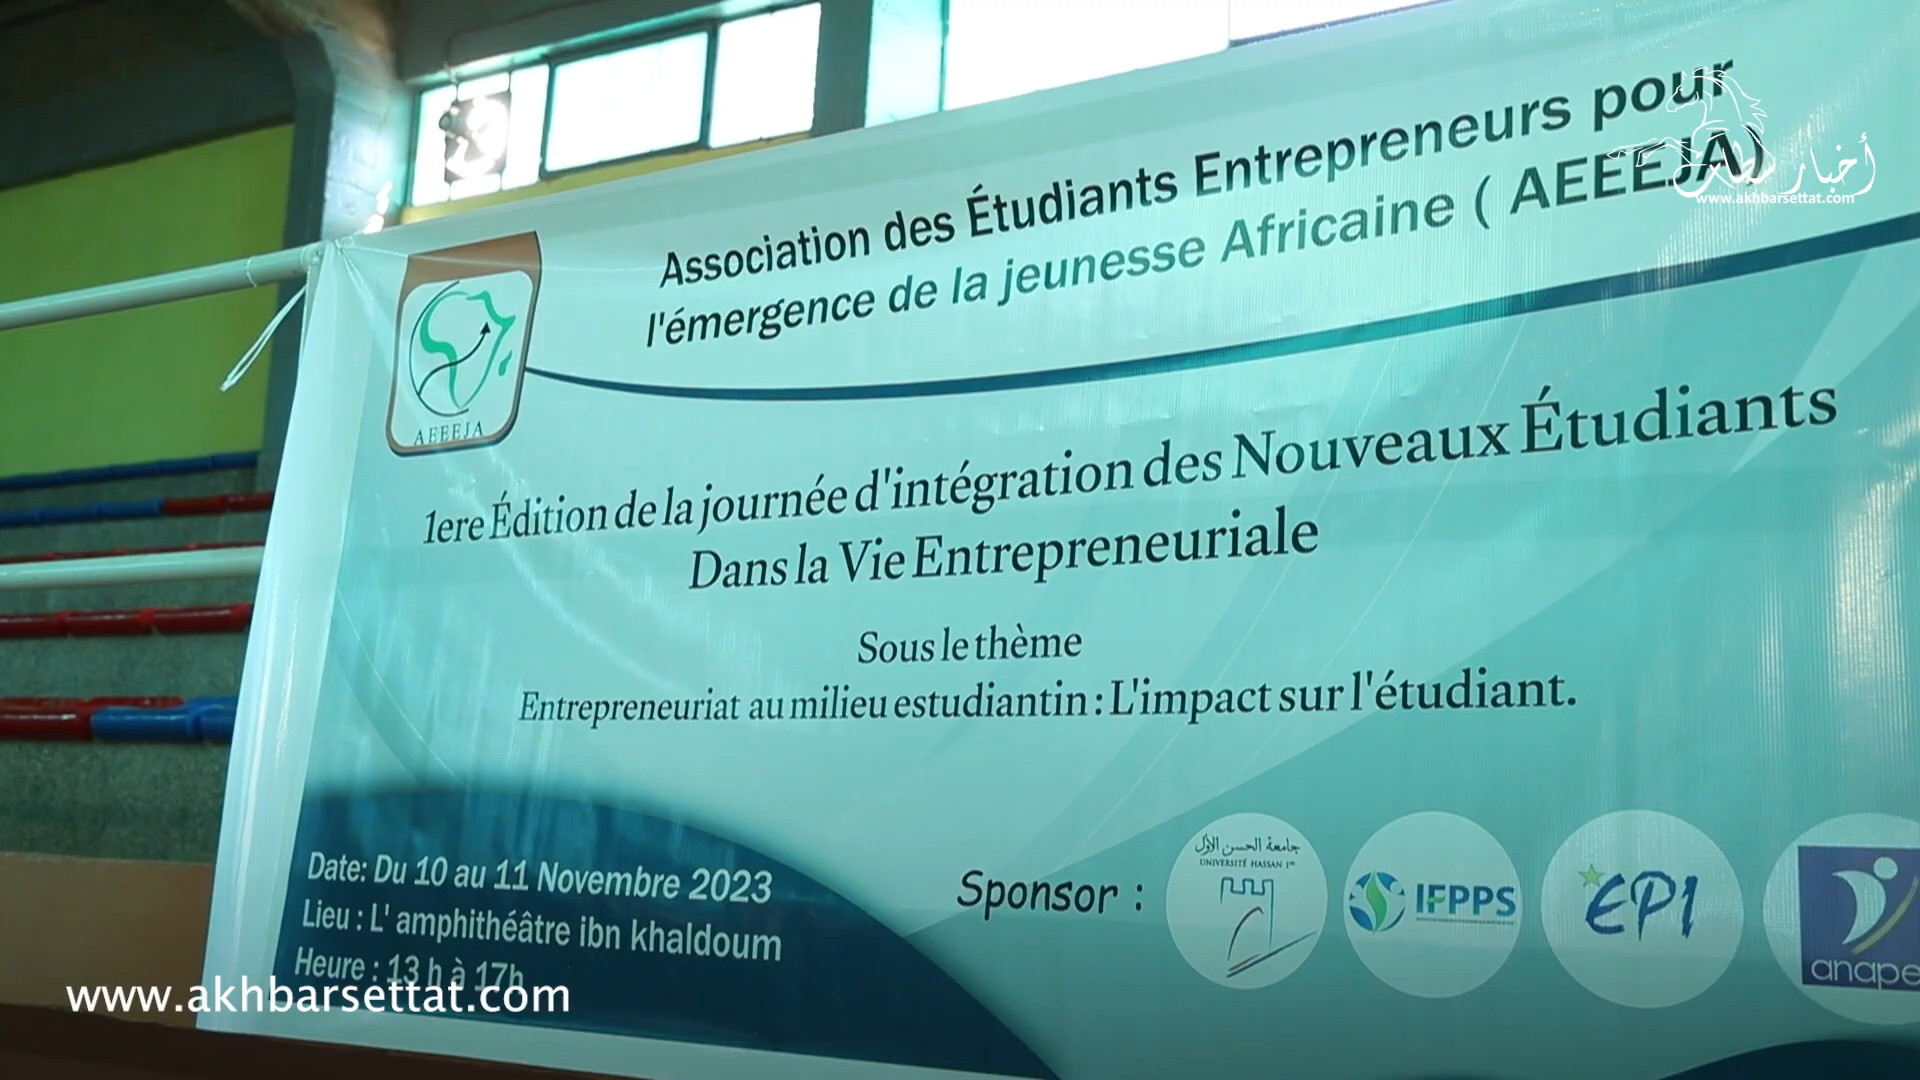 Association des Étudiants Entrepreneurs pour
l'émergence de la jeunesse Africaine ( AEEEJA)
أخبار سطات
www.akhbarsettat.com
AEEEJA
1ere Édition de la journée d'intégration des Nouveaux Étudiants
Dans la Vie Entrepreneuriale
Sous le thème
Entrepreneuriat au milieu estudiantin : L'impact sur l'étudiant.
Date: Du 10 au 11 Novembre 2023
Lieu : L' amphithéâtre ibn khaldoum
Heure : 13 h à 17h
Sponsor :
جامعة الحسن الأول
UNIVERSITÉ HASSAN 1er
IFPPS
EPI
anape
www.akhbarsettat.com